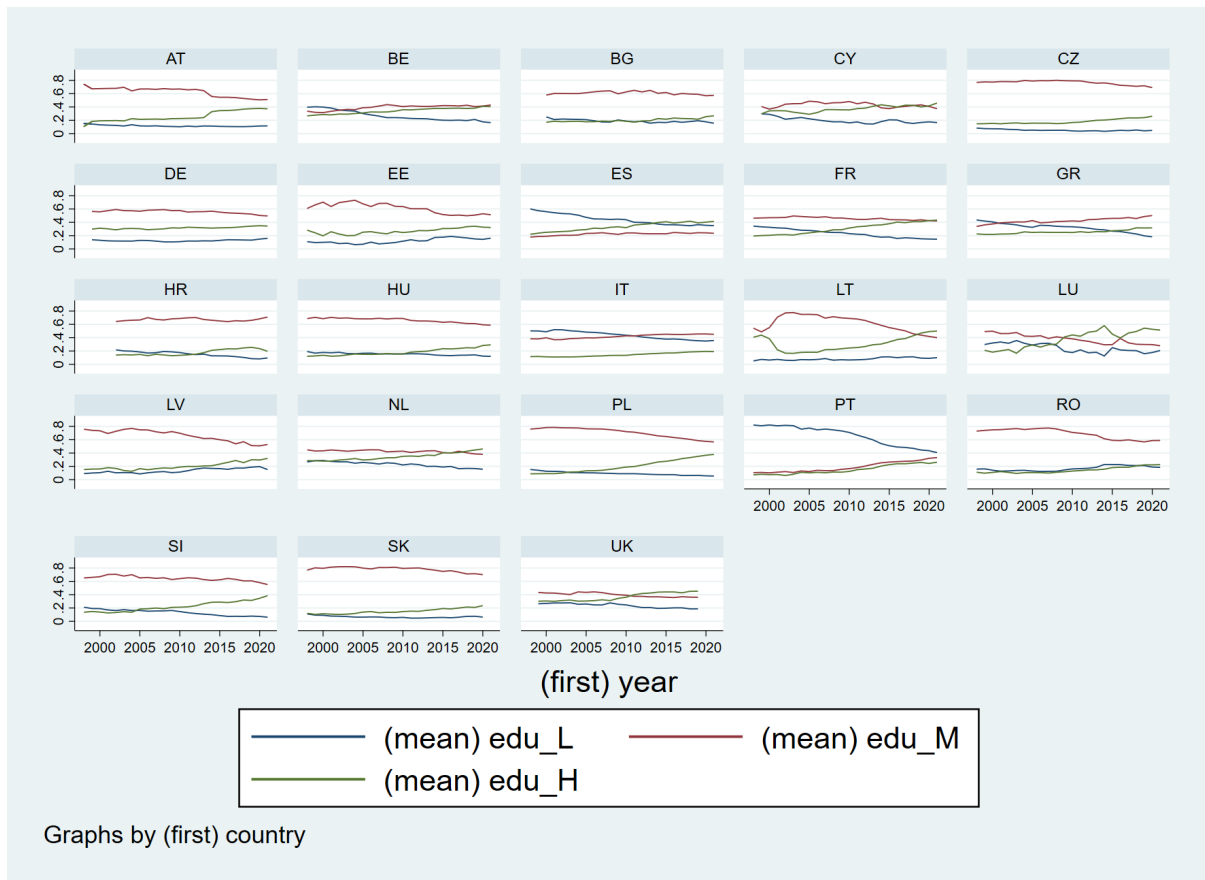 AT BE BG CY CZ
0 .2 .4 .6 .8
DE EE ES FR GR
0 .2 .4 .6 .8
HR HU IT LT LU
0 .2 .4 .6 .8
LV NL PL PT RO
0 .2 .4 .6 .8
2000 2005 2010 2015 2020 2000 2005 2010 2015 2020
SI SK UK
0 .2 .4 .6 .8
2000 2005 2010 2015 2020 2000 2005 2010 2015 2020 2000 2005 2010 2015 2020
(first) year
(mean) edu_L (mean) edu_M
(mean) edu_H
Graphs by (first) country